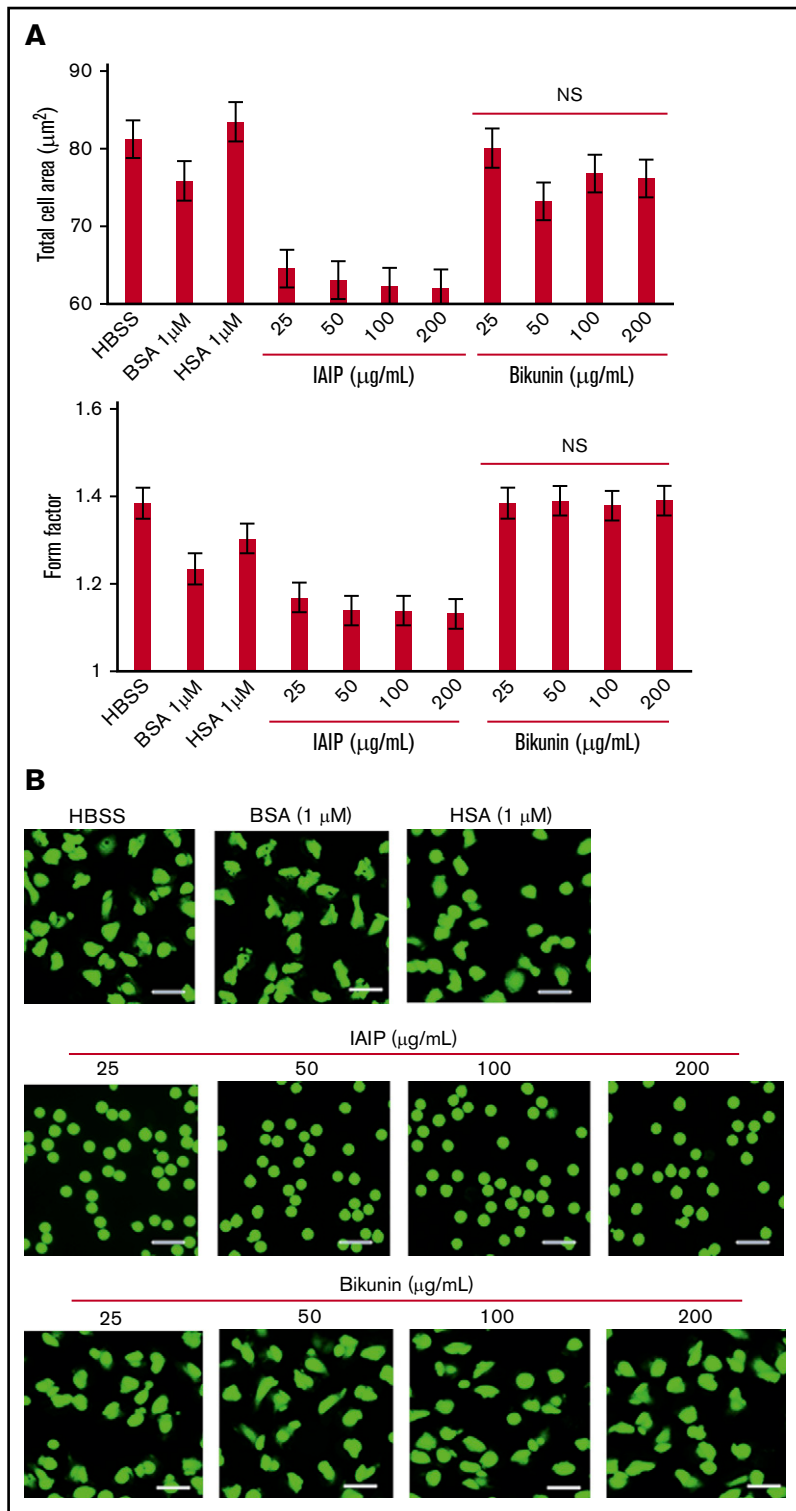 A
90
80
70
60
Total cell area (μm²)
NS
HBSS
BSA 1μM
HSA 1μM
25
50
100
200
25
50
100
200
IAIP (μg/mL)
Bikunin (μg/mL)
1.6
1.4
1.2
1
Form factor
NS
HBSS
BSA 1μM
HSA 1μM
25
50
100
200
25
50
100
200
IAIP (μg/mL)
Bikunin (μg/mL)
B
HBSS BSA (1 μM) HSA (1 μM)
IAIP (μg/mL)
25 50 100 200
Bikunin (μg/mL)
25 50 100 200